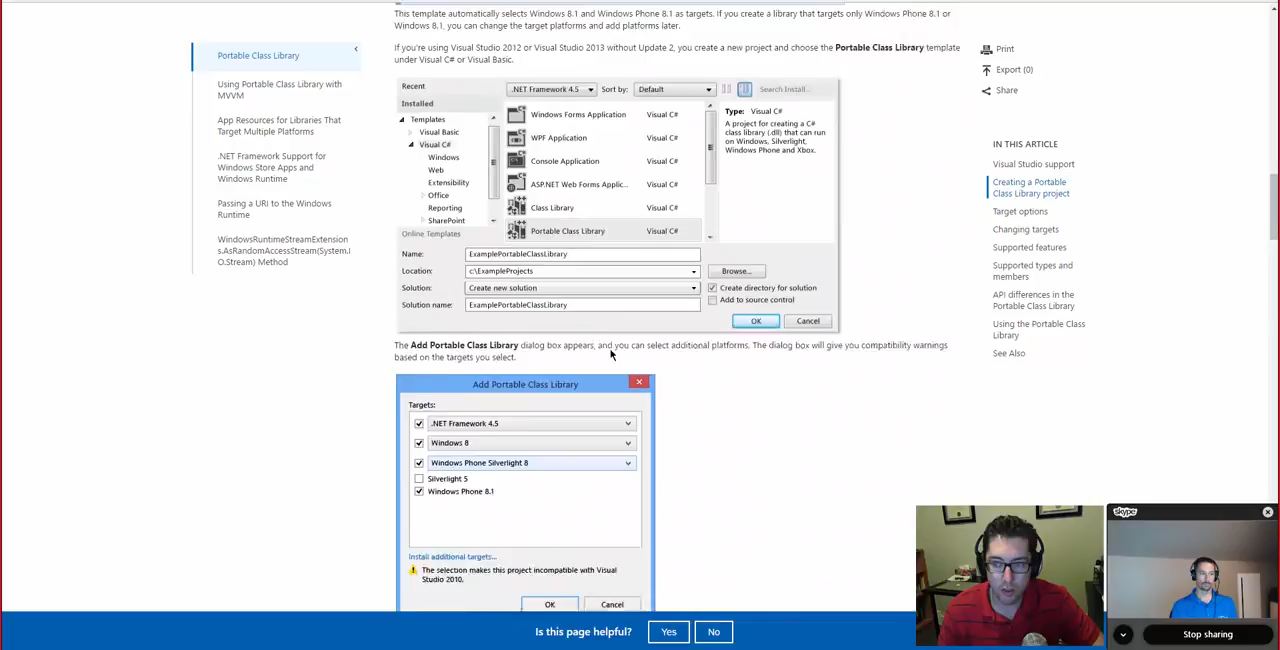 This template automatically selects Windows 8.1 and Windows Phone 8.1 as targets. If you create a library that targets only Windows Phone 8.1 or
Windows 8.1, you can change the target platforms and add platforms later.
If you're using Visual Studio 2012 or Visual Studio 2013 without Update 2, you create a new project and choose the Portable Class Library template
under Visual C# or Visual Basic.
Portable Class Library
Using Portable Class Library with
MVVM
App Resources for Libraries That
Target Multiple Platforms
.NET Framework Support for
Windows Store Apps and
Windows Runtime
Passing a URI to the Windows
Runtime
WindowsRuntimeStreamExtension
s.AsRandomAccessStream(System.I
O.Stream) Method
Recent
.NET Framework 4.5
Sort by:
Default
Search Install...
Installed
Templates
Visual Basic
Visual C#
Windows
Web
Extensibility
Office
Reporting
SharePoint
Online Templates
Windows Forms Application Visual C#
WPF Application Visual C#
Console Application Visual C#
ASP.NET Web Forms Applic... Visual C#
Class Library Visual C#
Portable Class Library Visual C#
Type: Visual C#
A project for creating a C#
class library (.dll) that can run
on Windows, Silverlight,
Windows Phone and Xbox.
Name: ExamplePortableClassLibrary
Location: c:\ExampleProjects Browse...
Solution: Create new solution Create directory for solution
Add to source control
Solution name: ExamplePortableClassLibrary
OK Cancel
The Add Portable Class Library dialog box appears, and you can select additional platforms. The dialog box will give you compatibility warnings
based on the targets you select.
Add Portable Class Library
Targets:
.NET Framework 4.5
Windows 8
Windows Phone Silverlight 8
Silverlight 5
Windows Phone 8.1
Install additional targets...
The selection makes this project incompatible with Visual
Studio 2010.
OK Cancel
Print
Export (0)
Share
IN THIS ARTICLE
Visual Studio support
Creating a Portable
Class Library project
Target options
Changing targets
Supported features
Supported types and
members
API differences in the
Portable Class Library
Using the Portable Class
Library
See Also
Is this page helpful? Yes No
skype
Stop sharing